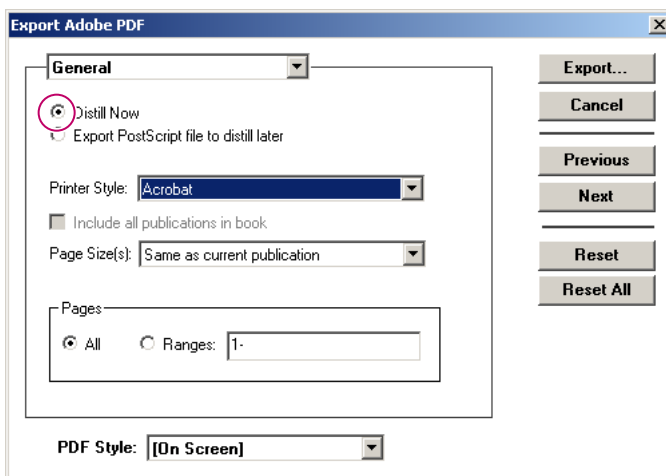 Export Adobe PDF
General
Distill Now
Export PostScript file to distill later
Printer Style: Acrobat
Include all publications in book
Page Size(s): Same as current publication
Pages
All Ranges: 1-
PDF Style: [On Screen]
Export...
Cancel
Previous
Next
Reset
Reset All